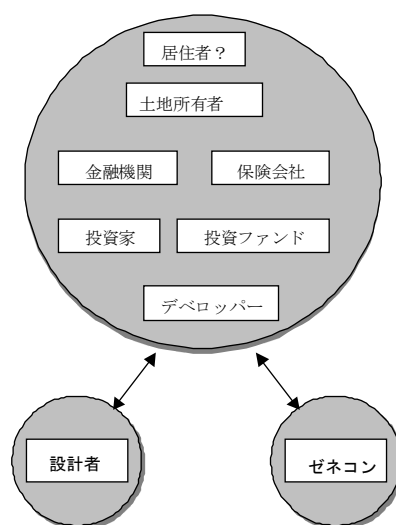 居住者？
土地所有者
金融機関
保険会社
投資家
投資ファンド
デベロッパー
設計者
ゼネコン